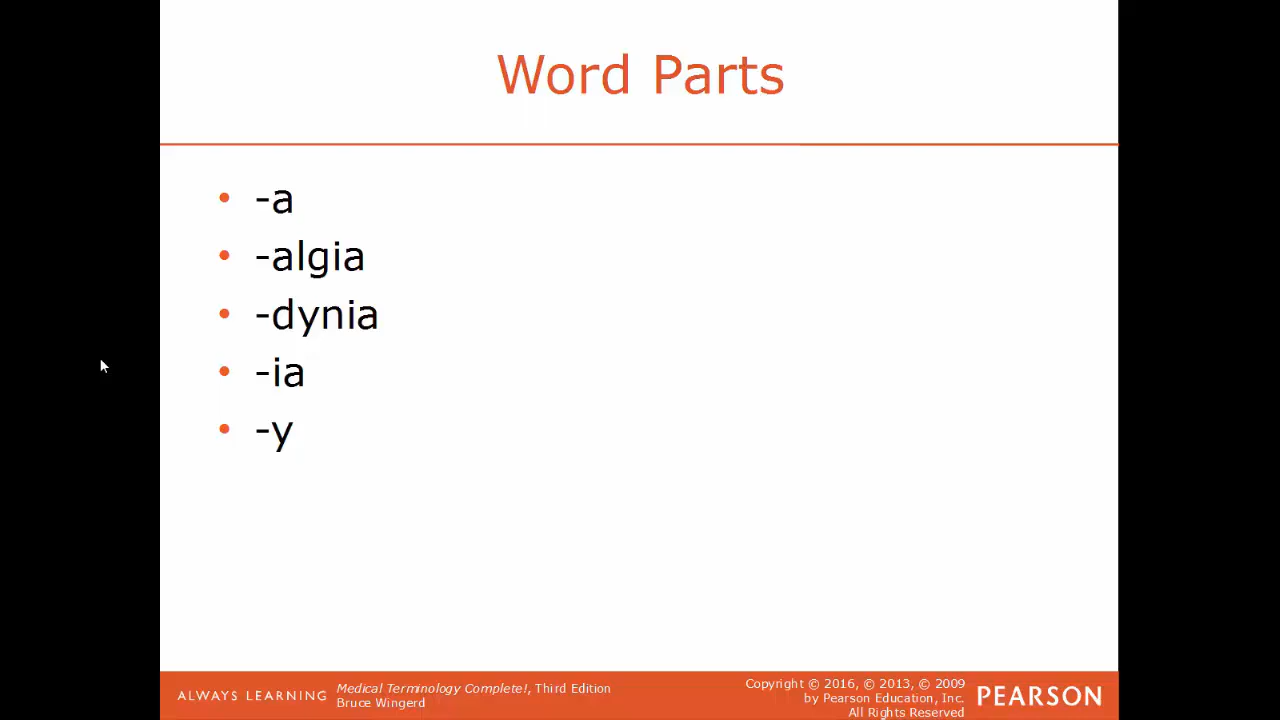 Word Parts
• -a
• -algia
• -dynia
• -ia
• -y
ALWAYS LEARNING
Medical Terminology Complete!, Third Edition
Bruce Wingerd
Copyright © 2016, © 2013, © 2009
by Pearson Education, Inc.
All Rights Reserved
PEARSON